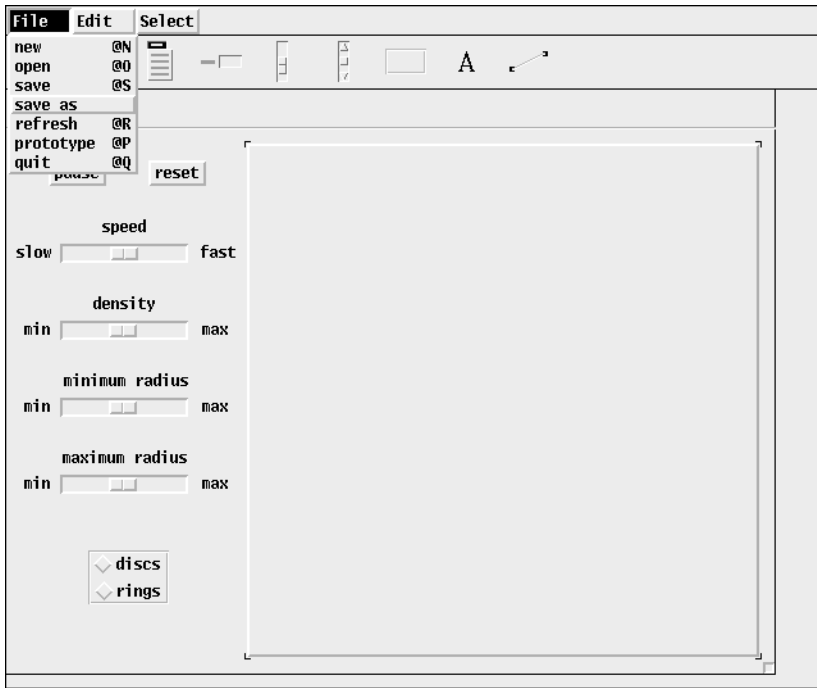 File Edit Select
new @N
open @O
save @S
save as
refresh @R
prototype @P
quit @Q
A
pause reset
speed
slow fast
density
min max
minimum radius
min max
maximum radius
min max
discs
rings